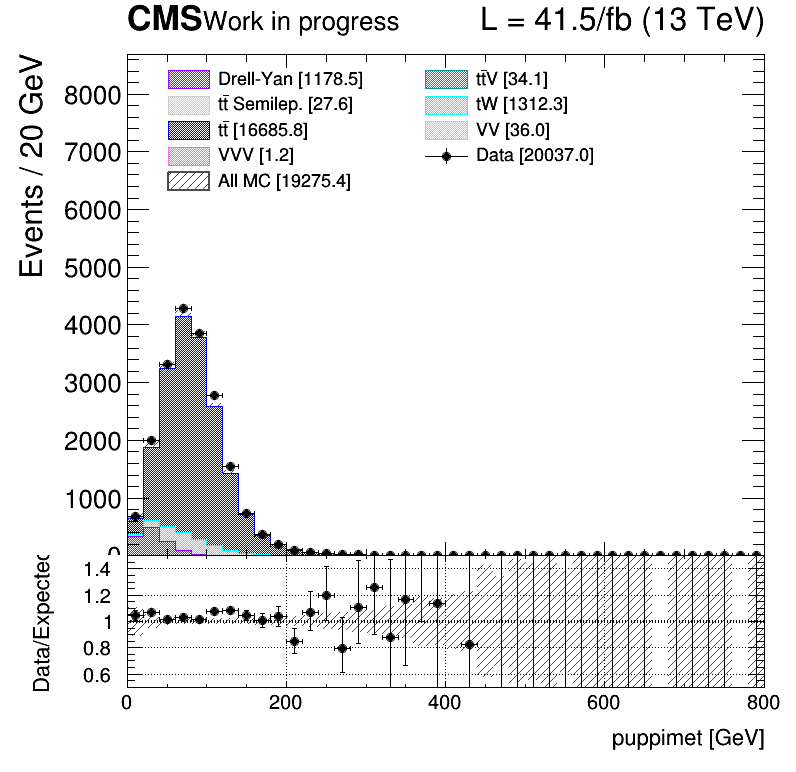 CMS Work in progress L = 41.5/fb (13 TeV)
Events / 20 GeV
8000
7000
6000
5000
4000
3000
2000
1000
0
Drell-Yan [1178.5]
tt̄ Semilep. [27.6]
tt̄ [16685.8]
VVV [1.2]
All MC [19275.4]
tt̄V [34.1]
tW [1312.3]
VV [36.0]
Data [20037.0]
Data/Expected
1.4
1.2
1
0.8
0.6
0 200 400 600 800
puppimet [GeV]